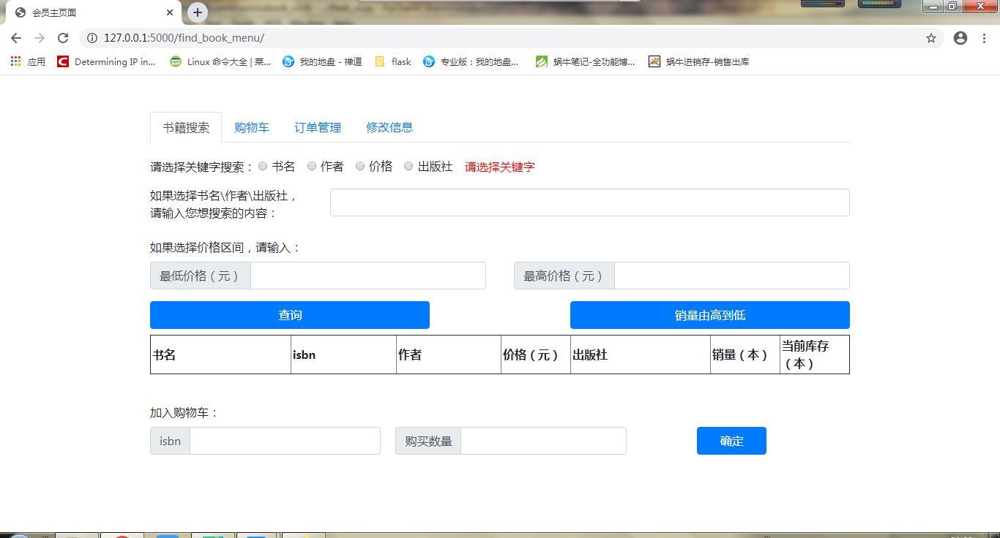 会员主页面
127.0.0.1:5000/find_book_menu/
应用
Determining IP in...
Linux 命令大全 | 菜...
我的地盘 - 禅道
flask
专业版：我的地盘...
蜗牛笔记-全功能博...
蜗牛进销存-销售出库
书籍搜索
购物车
订单管理
修改信息
请选择关键字搜索： 书名 作者 价格 出版社 请选择关键字
如果选择书名\作者\出版社，
请输入您想搜索的内容：
如果选择价格区间，请输入：
最低价格（元）
最高价格（元）
查询
销量由高到低
书名
isbn
作者
价格（元）
出版社
销量（本）
当前库存
（本）
加入购物车：
isbn
购买数量
确定